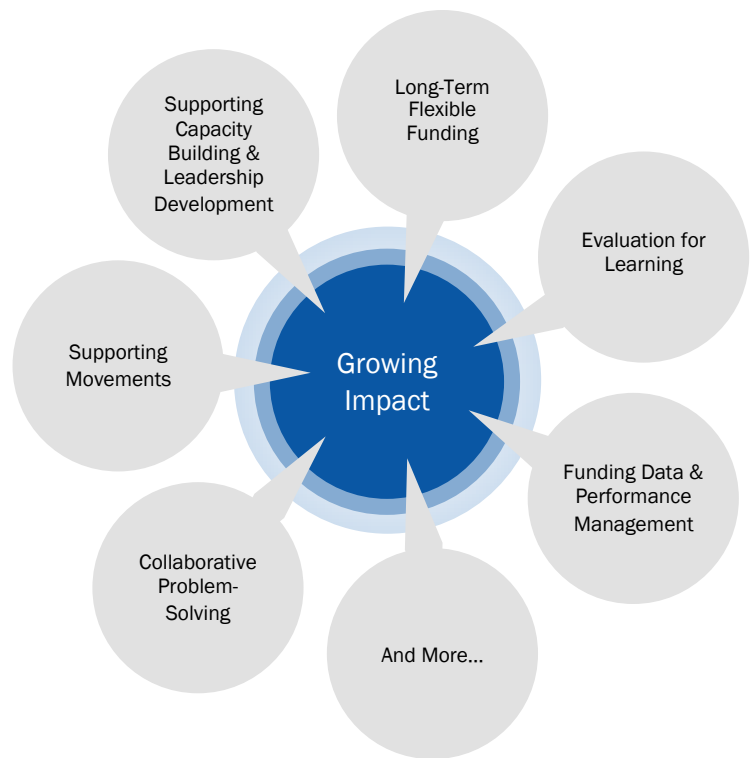 Long-Term
Flexible
Funding
Supporting
Capacity
Building &
Leadership
Development
Evaluation for
Learning
Supporting
Movements
Growing
Impact
Funding Data &
Performance
Management
Collaborative
Problem-
Solving
And More...